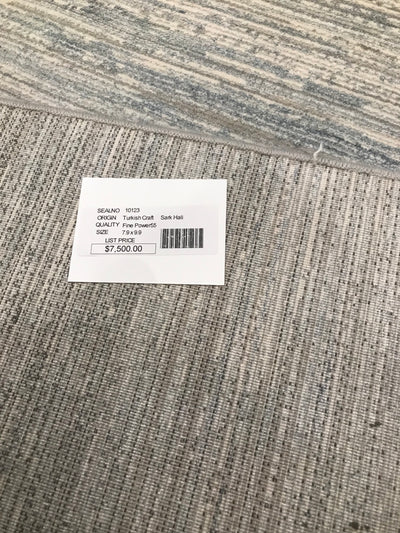 SEALNO 10123
ORIGIN Turkish Craft Sark Hali
QUALITY Fine Power55
SIZE 7.9 x 9.9
LIST PRICE
$7,500.00